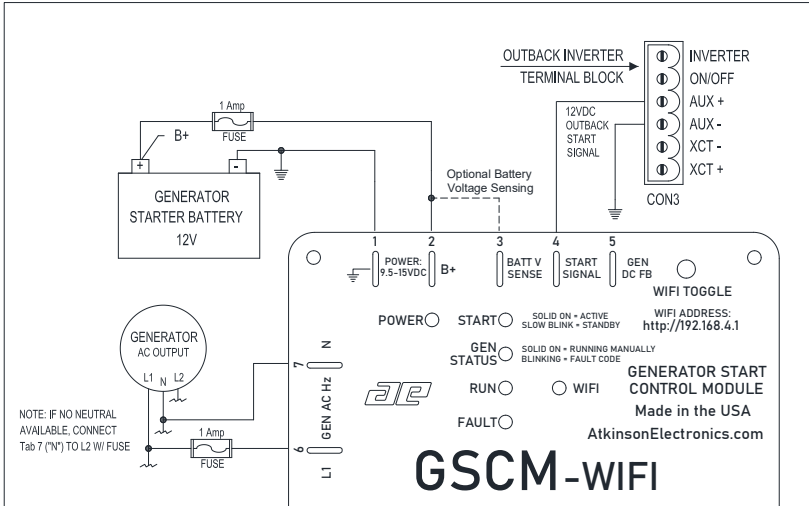 OUTBACK INVERTER
TERMINAL BLOCK
INVERTER
ON/OFF
AUX +
AUX -
XCT -
XCT +
CON3
12VDC
OUTBACK
START
SIGNAL
1 Amp
FUSE
B+
+
-
GENERATOR
STARTER BATTERY
12V
Optional Battery
Voltage Sensing
1
2
3
4
5
POWER:
9.5-15VDC
B+
BATT V
SENSE
START
SIGNAL
GEN
DC FB
WIFI TOGGLE
WIFI ADDRESS:
http://192.168.4.1
POWER
START
SOLID ON = ACTIVE
SLOW BLINK = STANDBY
GEN
STATUS
SOLID ON = RUNNING MANUALLY
BLINKING = FAULT CODE
RUN
WIFI
FAULT
GENERATOR START
CONTROL MODULE
Made in the USA
AtkinsonElectronics.com
GSCM-WIFI
ae
GENERATOR
AC OUTPUT
L1
N
L2
NOTE: IF NO NEUTRAL
AVAILABLE, CONNECT
Tab 7 ("N") TO L2 W/ FUSE
1 Amp
FUSE
7
N
GEN AC Hz
6
L1